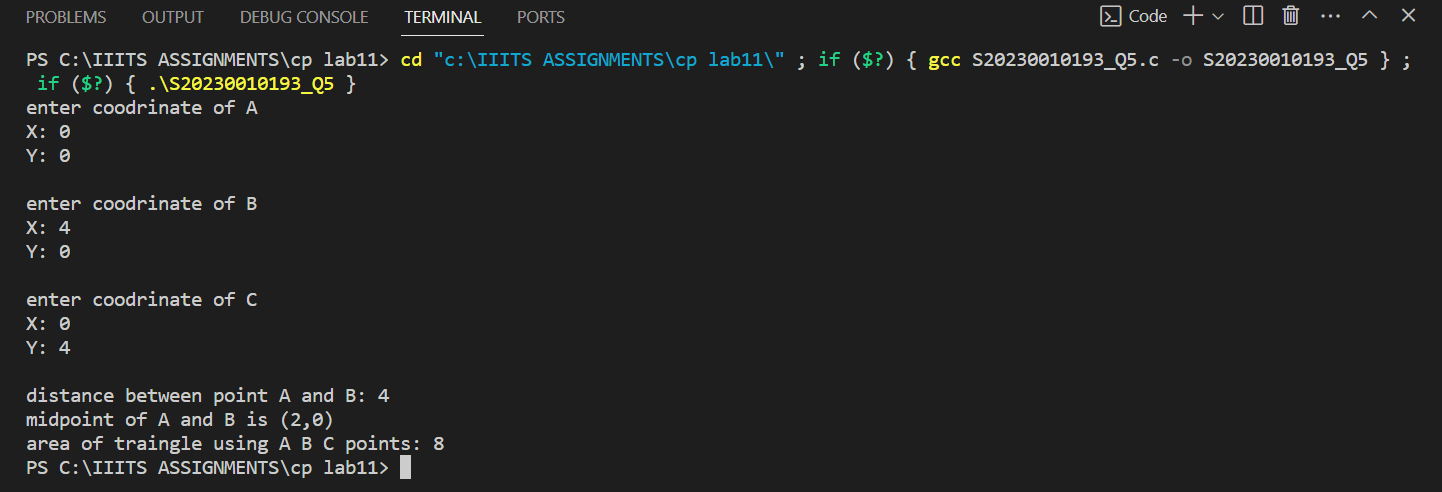 PROBLEMS OUTPUT DEBUG CONSOLE TERMINAL PORTS Code
PS C:\IIITS ASSIGNMENTS\cp lab11> cd "c:\IIITS ASSIGNMENTS\cp lab11\" ; if ($?) { gcc S20230010193_Q5.c -o S20230010193_Q5 } ;
if ($?) { .\S20230010193_Q5 }
enter coodrinate of A
X: 0
Y: 0
enter coodrinate of B
X: 4
Y: 0
enter coodrinate of C
X: 0
Y: 4
distance between point A and B: 4
midpoint of A and B is (2,0)
area of traingle using A B C points: 8
PS C:\IIITS ASSIGNMENTS\cp lab11>